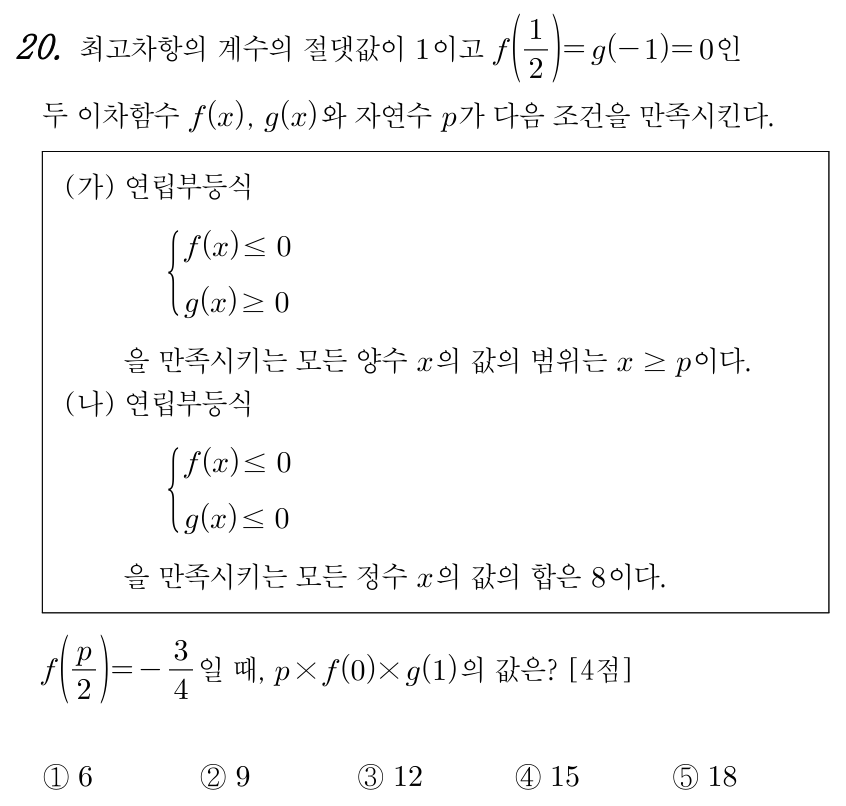 20. 최고차항의 계수의 절댓값이 1이고 f(1/2)=g(−1)=0인
두 이차함수 f(x), g(x)와 자연수 p가 다음 조건을 만족시킨다.
(가) 연립부등식
{ f(x)≤ 0
g(x)≥ 0
을 만족시키는 모든 양수 x의 값의 범위는 x ≥ p이다.
(나) 연립부등식
{ f(x)≤ 0
g(x)≤ 0
을 만족시키는 모든 정수 x의 값의 합은 8이다.
f(p/2)=−3/4일 때, p×f(0)×g(1)의 값은? [4점]
① 6 ② 9 ③ 12 ④ 15 ⑤ 18